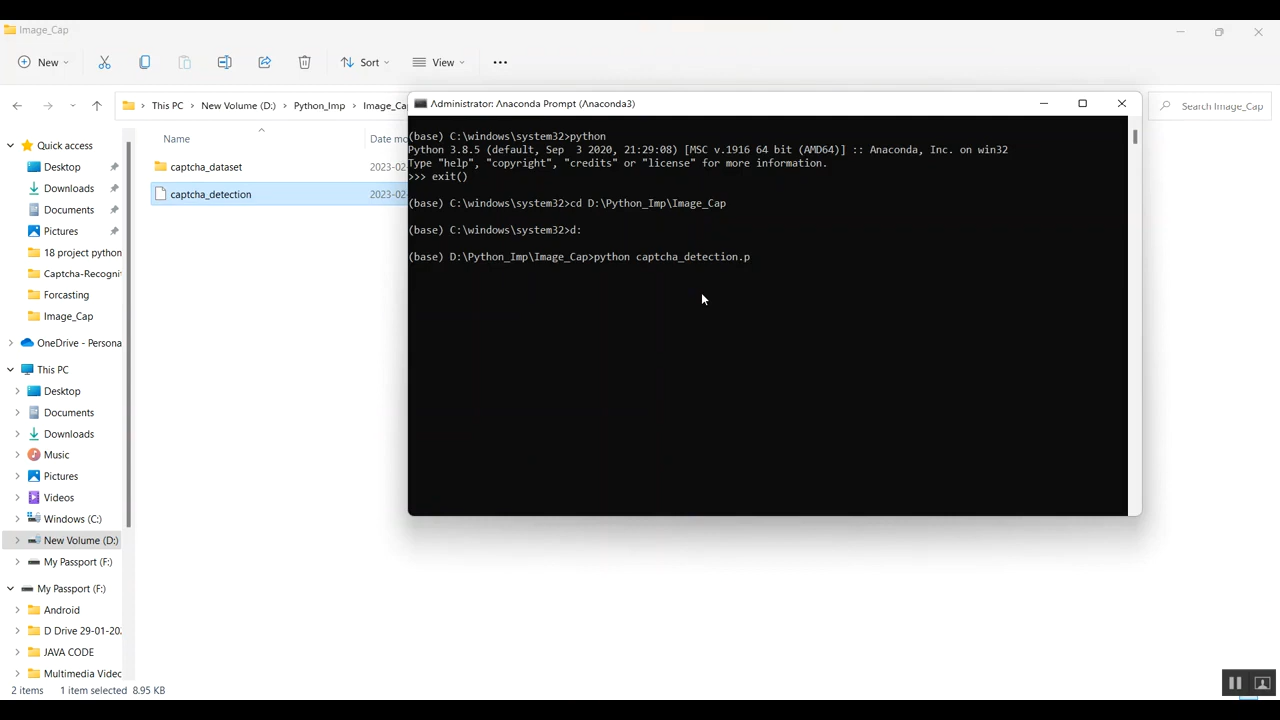 Image_Cap
New
Sort
View
This PC > New Volume (D:) > Python_Imp > Image_Ca
Search Image_Cap
Quick access
Desktop
Downloads
Documents
Pictures
18 project python
Captcha-Recogni
Forcasting
Image_Cap
OneDrive - Persona
This PC
Desktop
Documents
Downloads
Music
Pictures
Videos
Windows (C:)
New Volume (D:)
My Passport (F:)
My Passport (F:)
Android
D Drive 29-01-20
JAVA CODE
Multimedia Videc
Name
Date mo
captcha_dataset
2023-02
captcha_detection
2023-02
Administrator: Anaconda Prompt (Anaconda3)
(base) C:\windows\system32>python
Python 3.8.5 (default, Sep  3 2020, 21:29:08) [MSC v.1916 64 bit (AMD64)] :: Anaconda, Inc. on win32
Type "help", "copyright", "credits" or "license" for more information.
>>> exit()
(base) C:\windows\system32>cd D:\Python_Imp\Image_Cap
(base) C:\windows\system32>d:
(base) D:\Python_Imp\Image_Cap>python captcha_detection.p
2 items
1 item selected 8.95 KB